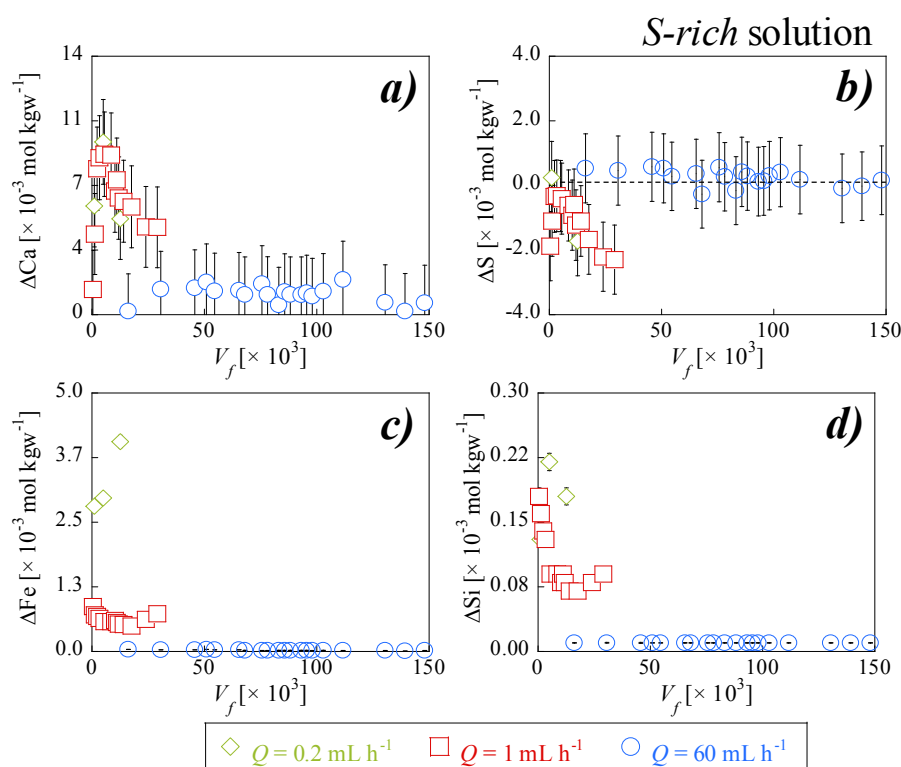 S-rich solution
a)
ΔCa [× 10⁻³ mol kgw⁻¹]
14
11
7
4
0
0
50
100
150
V_f [× 10³]
b)
ΔS [× 10⁻³ mol kgw⁻¹]
4.0
2.0
0.0
-2.0
-4.0
0
50
100
150
V_f [× 10³]
c)
ΔFe [× 10⁻³ mol kgw⁻¹]
5.0
3.7
2.5
1.3
0.0
0
50
100
150
V_f [× 10³]
d)
ΔSi [× 10⁻³ mol kgw⁻¹]
0.30
0.22
0.15
0.08
0.00
0
50
100
150
V_f [× 10³]
Q = 0.2 mL h⁻¹ Q = 1 mL h⁻¹ Q = 60 mL h⁻¹